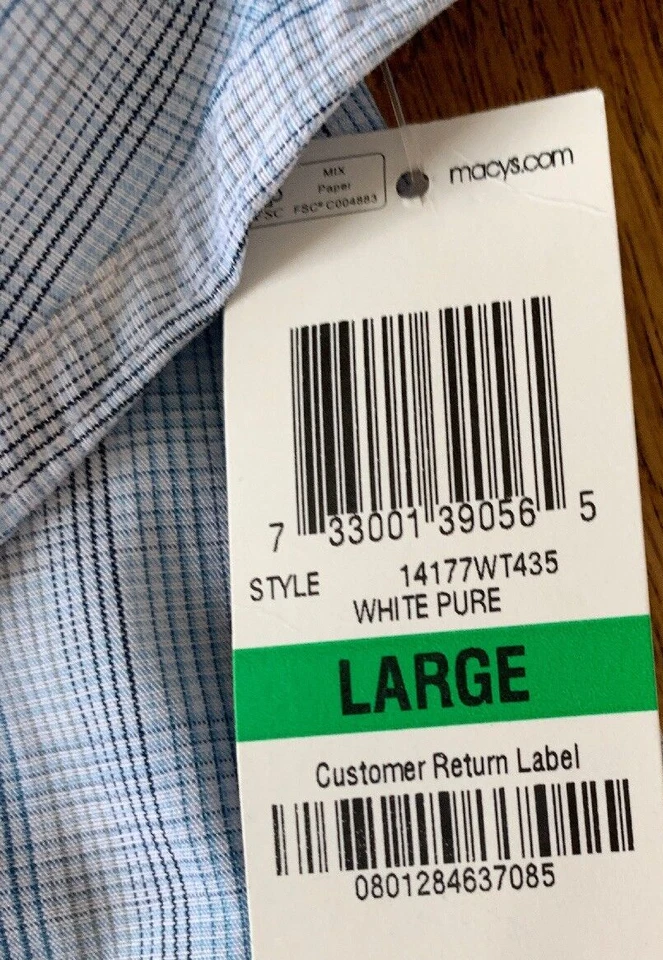 MIX
Paper
FSC FSC® C004883
macys.com
7 33001 39056 5
STYLE 14177WT435
WHITE PURE
LARGE
Customer Return Label
0801284637085